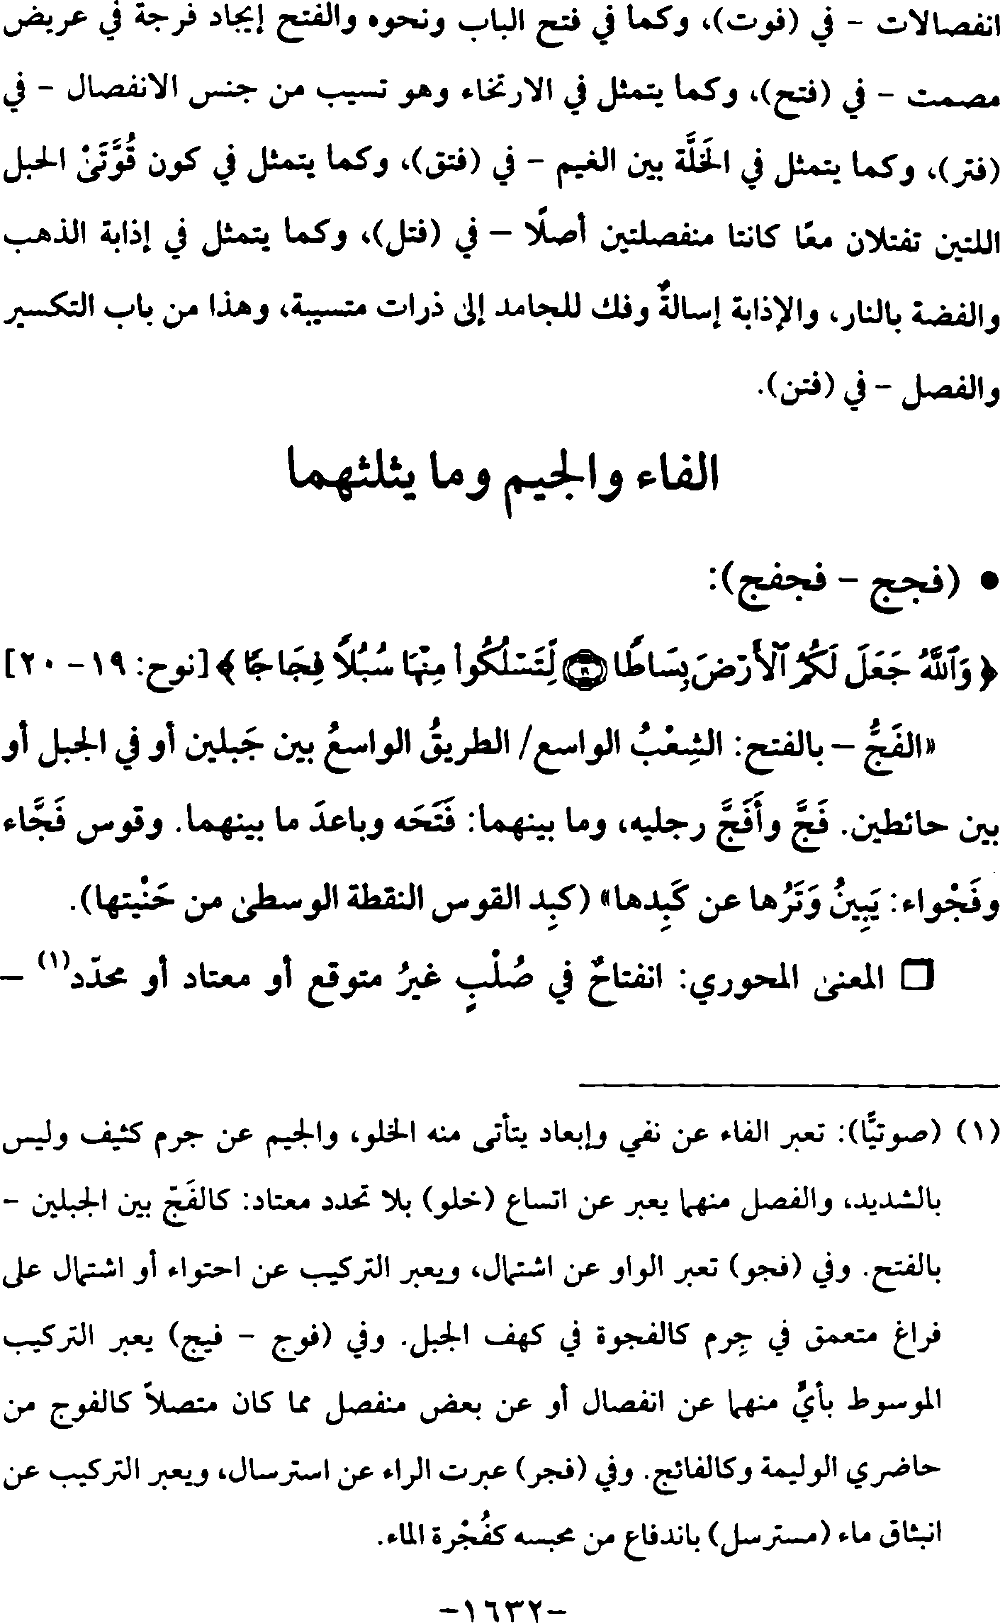 انفصالات - في (فوت)، وكما في فتح الباب ونحوه والفتح إيجاد فرجة في عريض
مصمت - في (فتح)، وكما يتمثل في الارتخاء وهو تسيب من جنس الانفصال - في
(فتر)، وكما يتمثل في الخَلَّة بين الغيم - في (فتق)، وكما يتمثل في كون قُوَّتَىْ الحبل
اللتين تفتلان معًا كانتا منفصلتين أصلًا – في (فتل)، وكما يتمثل في إذابة الذهب
والفضة بالنار، والإذابة إسالةٌ وفك للجامد إلى ذرات متسيبة، وهذا من باب التكسير
والفصل - في (فتن).
الفاء والجيم وما يثلثهما
• (فجج - فجفج):
﴿وَٱللَّهُ جَعَلَ لَكُمُ ٱلْأَرْضَ بِسَاطًا ۝ لِّتَسْلُكُوا۟ مِنْهَا سُبُلًا فِجَاجًا﴾ [نوح: ١٩- ٢٠]
«الفَجُّ – بالفتح: الشِعْبُ الواسع/ الطريقُ الواسعُ بين جَبلين أو في الجبل أو
بين حائطين. فَجَّ وأَفَجَّ رجليه، وما بينهما: فَتَحَه وباعدَ ما بينهما. وقوس فَجَّاء
وفَجْواء: يَبِينُ وَتَرُها عن كَبِدها» (كبِد القوس النقطة الوسطى من حَنْيتها).
❒ المعنى المحوري: انفتاحٌ في صُلْبٍ غيرُ متوقع أو معتاد أو محدّد(١) –
(١) (صوتيًّا): تعبر الفاء عن نفي وإبعاد يتأتى منه الخلو، والجيم عن جرم كثيف وليس
بالشديد، والفصل منهما يعبر عن اتساع (خلو) بلا تحدد معتاد: كالفَجّ بين الجبلين -
بالفتح. وفي (فجو) تعبر الواو عن اشتمال، ويعبر التركيب عن احتواء أو اشتمال على
فراغ متعمق في جِرم كالفجوة في كهف الجبل. وفي (فوج - فيج) يعبر التركيب
الموسوط بأيٍّ منهما عن انفصال أو عن بعض منفصل مما كان متصلاً كالفوج من
حاضري الوليمة وكالفائج. وفي (فجر) عبرت الراء عن استرسال، ويعبر التركيب عن
انبثاق ماء (مسترسل) باندفاع من محبسه كفُجْرة الماء.
-١٦٣٢-